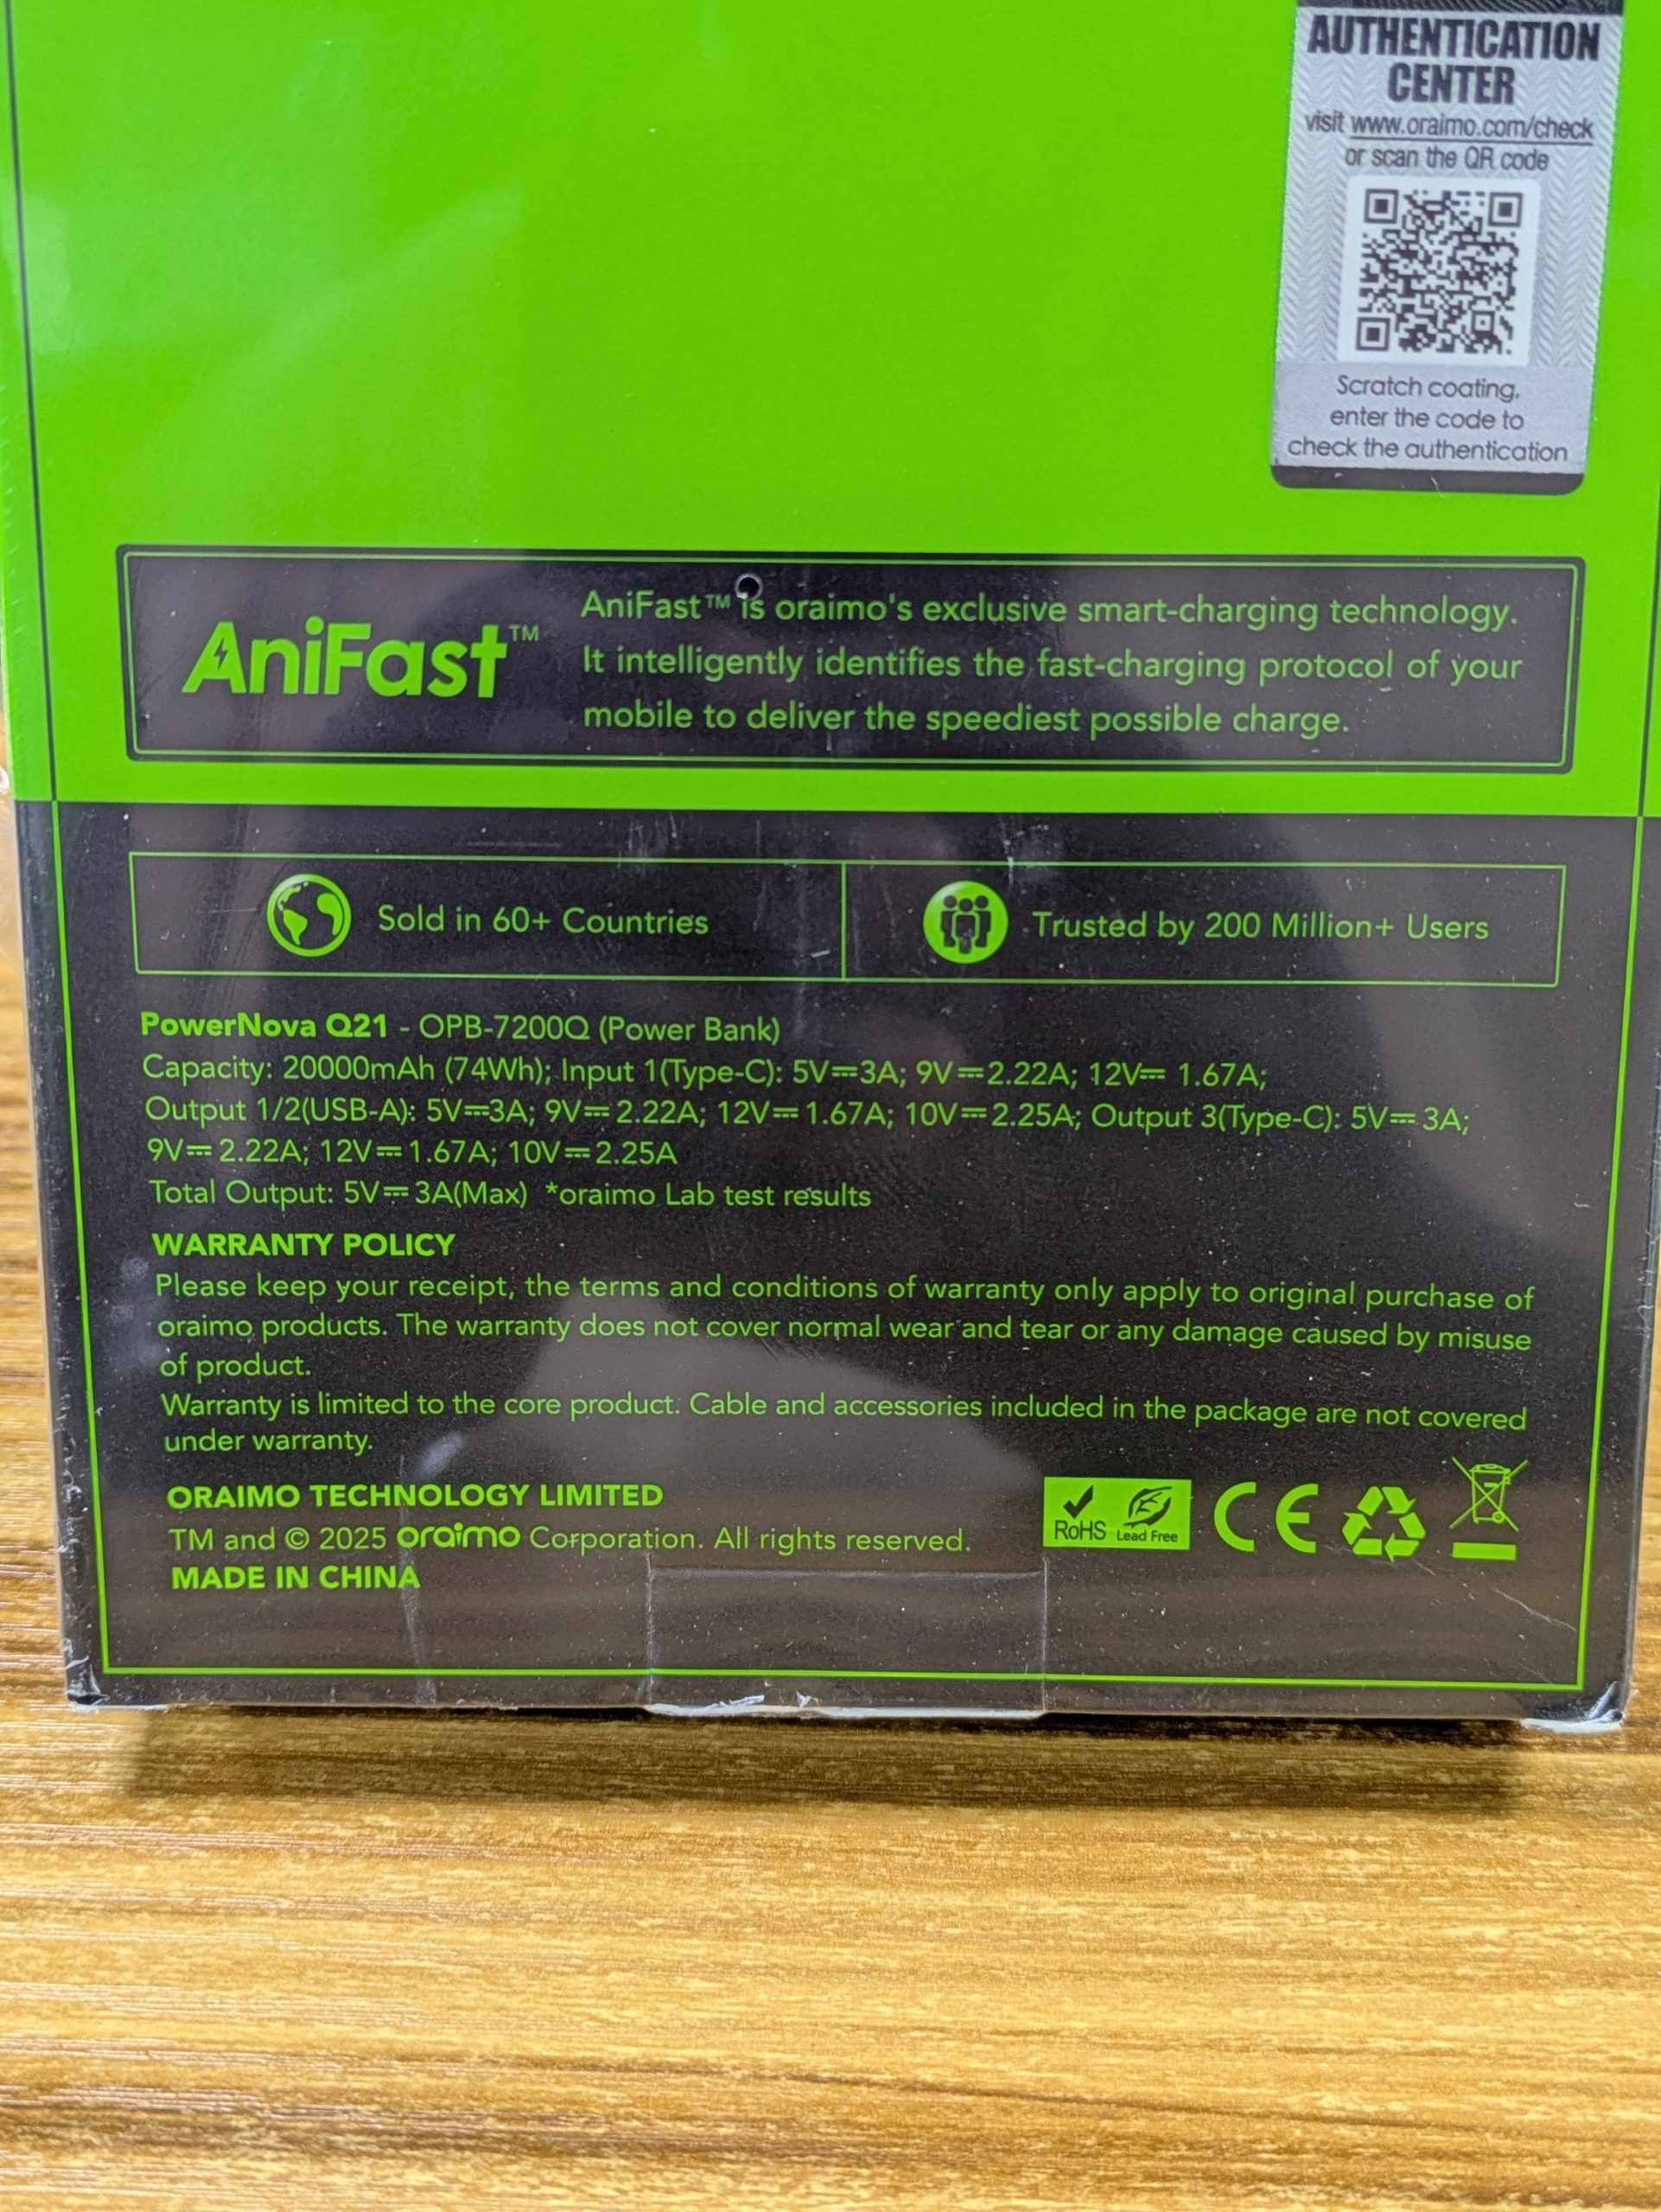 AUTHENTICATION
CENTER
visit www.oraimo.com/check
or scan the QR code
Scratch coating,
enter the code to
check the authentication
AniFast™
AniFast™ is oraimo's exclusive smart-charging technology.
It intelligently identifies the fast-charging protocol of your
mobile to deliver the speediest possible charge.
Sold in 60+ Countries
Trusted by 200 Million+ Users
PowerNova Q21 - OPB-7200Q (Power Bank)
Capacity: 20000mAh (74Wh); Input 1(Type-C): 5V⎓3A; 9V⎓2.22A; 12V⎓ 1.67A;
Output 1/2(USB-A): 5V⎓3A; 9V⎓ 2.22A; 12V⎓1.67A; 10V⎓2.25A; Output 3(Type-C): 5V⎓ 3A;
9V⎓ 2.22A; 12V⎓1.67A; 10V⎓2.25A
Total Output: 5V⎓ 3A(Max) *oraimo Lab test results
WARRANTY POLICY
Please keep your receipt, the terms and conditions of warranty only apply to original purchase of
oraimo products. The warranty does not cover normal wear and tear or any damage caused by misuse
of product.
Warranty is limited to the core product. Cable and accessories included in the package are not covered
under warranty.
ORAIMO TECHNOLOGY LIMITED
TM and © 2025 oraimo Corporation. All rights reserved.
MADE IN CHINA
RoHS Lead Free
CE